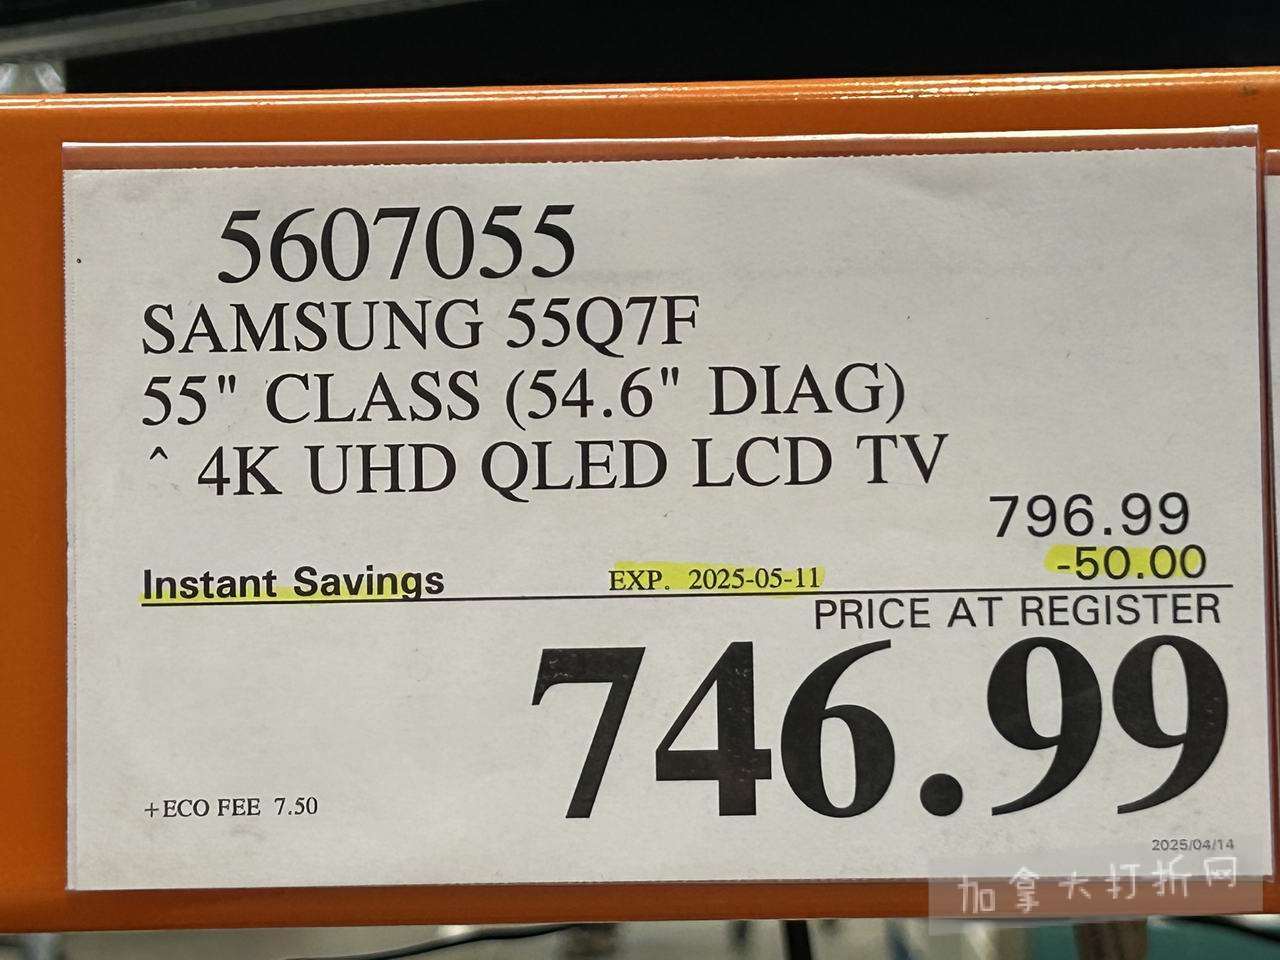 5607055
SAMSUNG 55Q7F
55" CLASS (54.6" DIAG)
^ 4K UHD QLED LCD TV
796.99
Instant Savings EXP. 2025-05-11 -50.00
PRICE AT REGISTER
746.99
+ECO FEE 7.50
2025/04/14
加拿大打折网